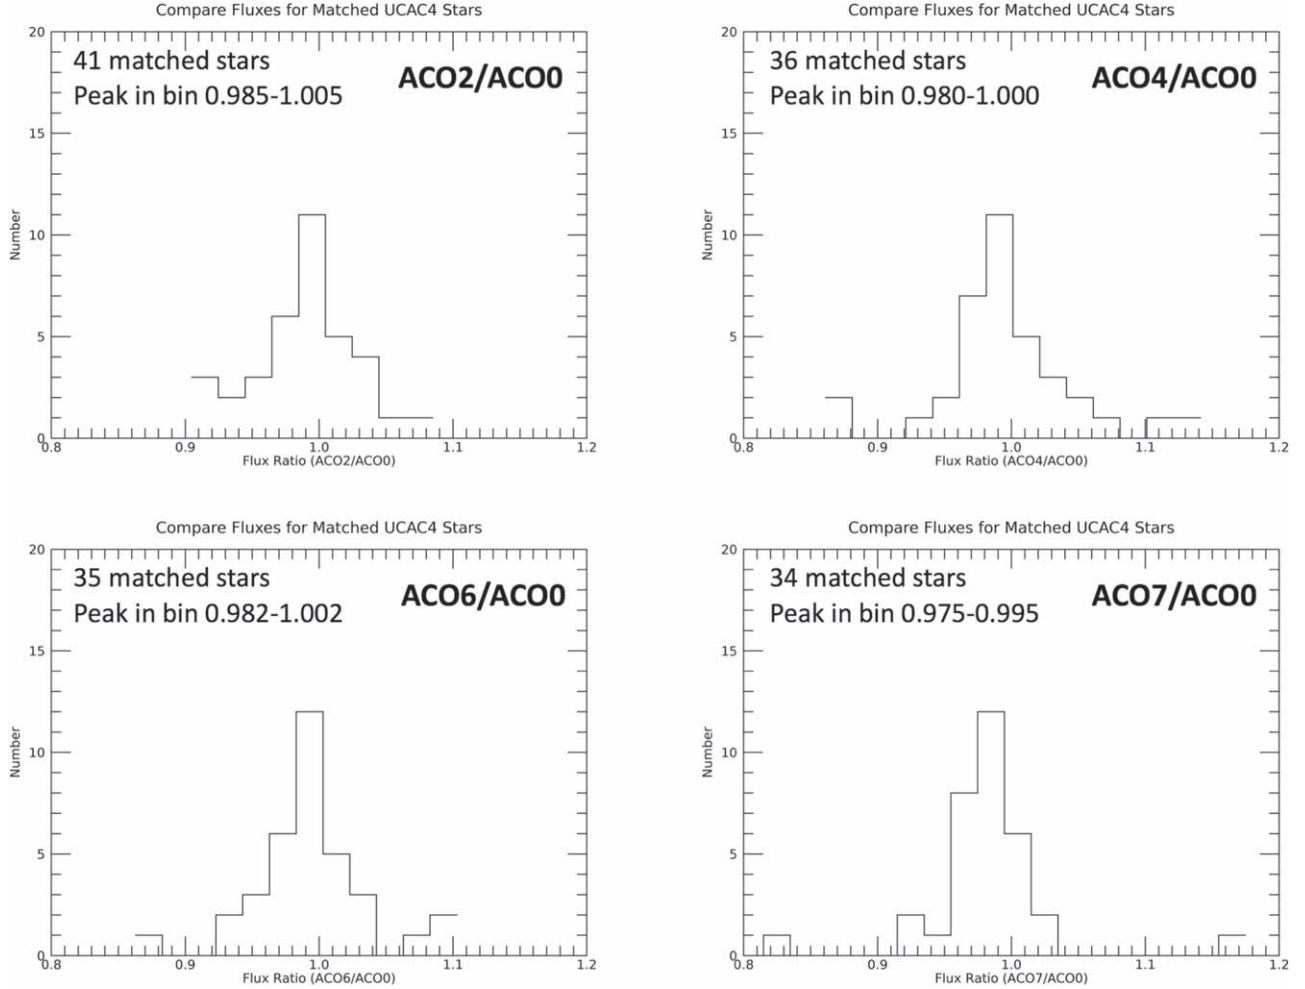 Compare Fluxes for Matched UCAC4 Stars
20
41 matched stars
ACO2/ACO0
Peak in bin 0.985-1.005
15
10
5
0
Number
0.8 0.9 1.0 1.1 1.2
Flux Ratio (ACO2/ACO0)
Compare Fluxes for Matched UCAC4 Stars
20
36 matched stars
ACO4/ACO0
Peak in bin 0.980-1.000
15
10
5
0
Number
0.8 0.9 1.0 1.1 1.2
Flux Ratio (ACO4/ACO0)
Compare Fluxes for Matched UCAC4 Stars
20
35 matched stars
ACO6/ACO0
Peak in bin 0.982-1.002
15
10
5
0
Number
0.8 0.9 1.0 1.1 1.2
Flux Ratio (ACO6/ACO0)
Compare Fluxes for Matched UCAC4 Stars
20
34 matched stars
ACO7/ACO0
Peak in bin 0.975-0.995
15
10
5
0
Number
0.8 0.9 1.0 1.1 1.2
Flux Ratio (ACO7/ACO0)